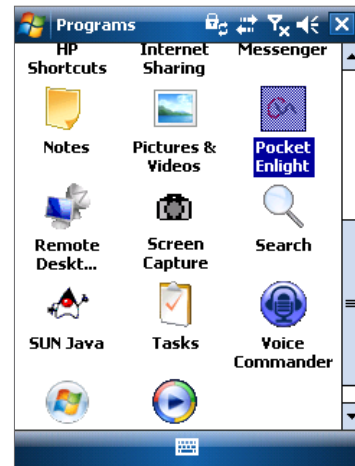 Programs
HP
Shortcuts
Internet
Sharing
Messenger
Notes
Pictures &
Videos
Pocket
Enlight
Remote
Deskt...
Screen
Capture
Search
SUN Java
Tasks
Voice
Commander